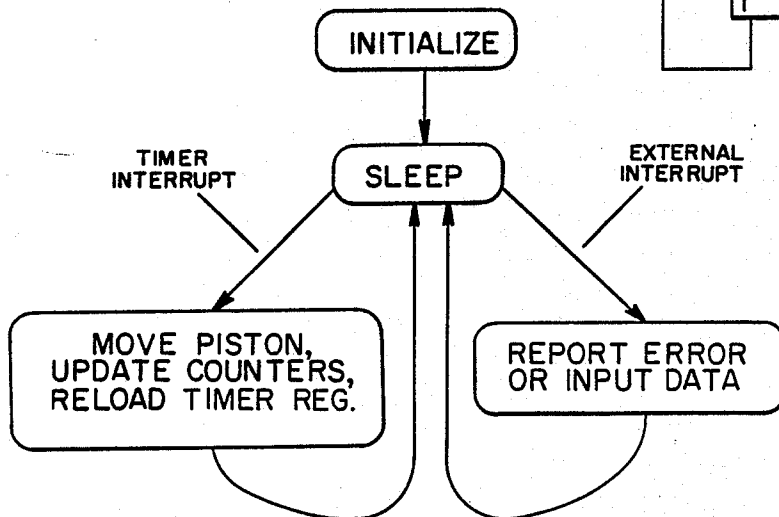 INITIALIZE
TIMER
INTERRUPT
EXTERNAL
INTERRUPT
SLEEP
MOVE PISTON,
UPDATE COUNTERS,
RELOAD TIMER REG.
REPORT ERROR
OR INPUT DATA